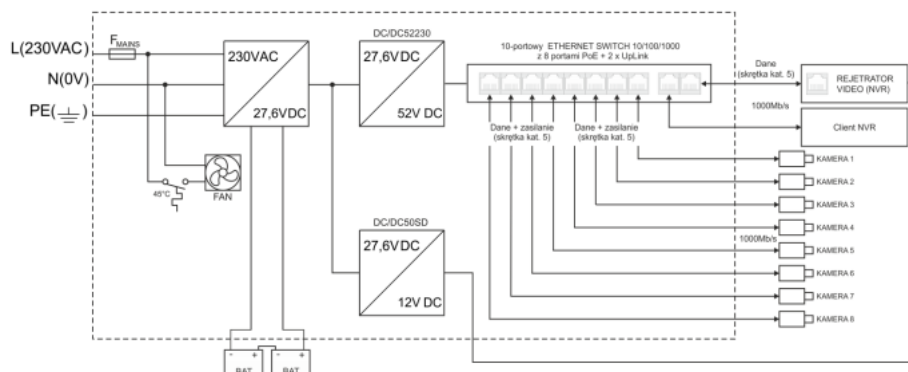 L(230VAC)
F MAINS
N(0V)
PE(⏚)
230VAC
27,6VDC
45°C
FAN
DC/DC52230
27,6VDC
52V DC
DC/DC50SD
27,6VDC
12V DC
10-portowy ETHERNET SWITCH 10/100/1000
z 8 portami PoE + 2 x UpLink
Dane + zasilanie
(skrętka kat. 5)
Dane + zasilanie
(skrętka kat. 5)
Dane
(skrętka kat. 5)
REJETRATOR
VIDEO (NVR)
1000Mb/s
Client NVR
KAMERA 1
KAMERA 2
KAMERA 3
KAMERA 4
1000Mb/s
KAMERA 5
KAMERA 6
KAMERA 7
KAMERA 8
- + - +
BAT BAT